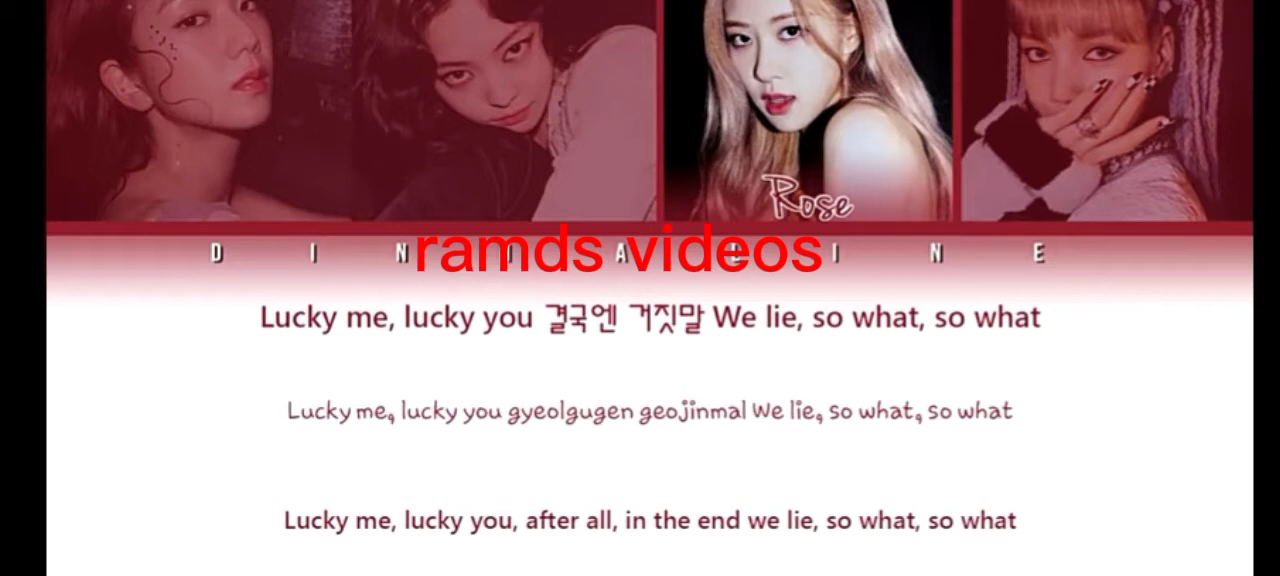 Rose
D I N I A L I N E
ramds videos
Lucky me, lucky you 결국엔 거짓말 We lie, so what, so what
Lucky me, lucky you gyeolgugen geojinmal We lie, so what, so what
Lucky me, lucky you, after all, in the end we lie, so what, so what